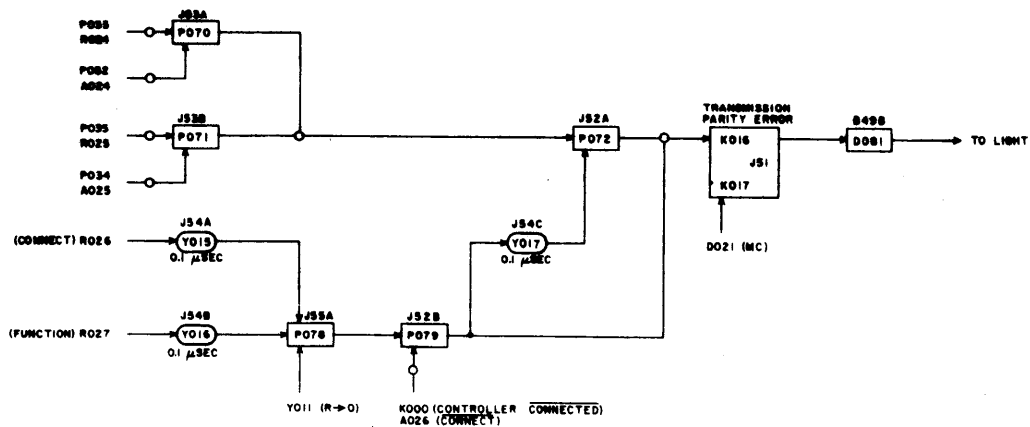 J53A
P055
R024
P070
P052
A024
J53B
P035
R025
P071
P034
A025
J52A
P072
TRANSMISSION
PARITY ERROR
K016
J51
K017
B49B
D081
TO LIGHT
D021 (MC)
J54A
(CONNECT) R026
Y015
0.1 µSEC
J54C
Y017
0.1 µSEC
J54B
(FUNCTION) R027
Y016
0.1 µSEC
J55A
P078
J52B
P079
Y011 (R→O)
K000 (CONTROLLER CONNECTED)
A026 (CONNECT)